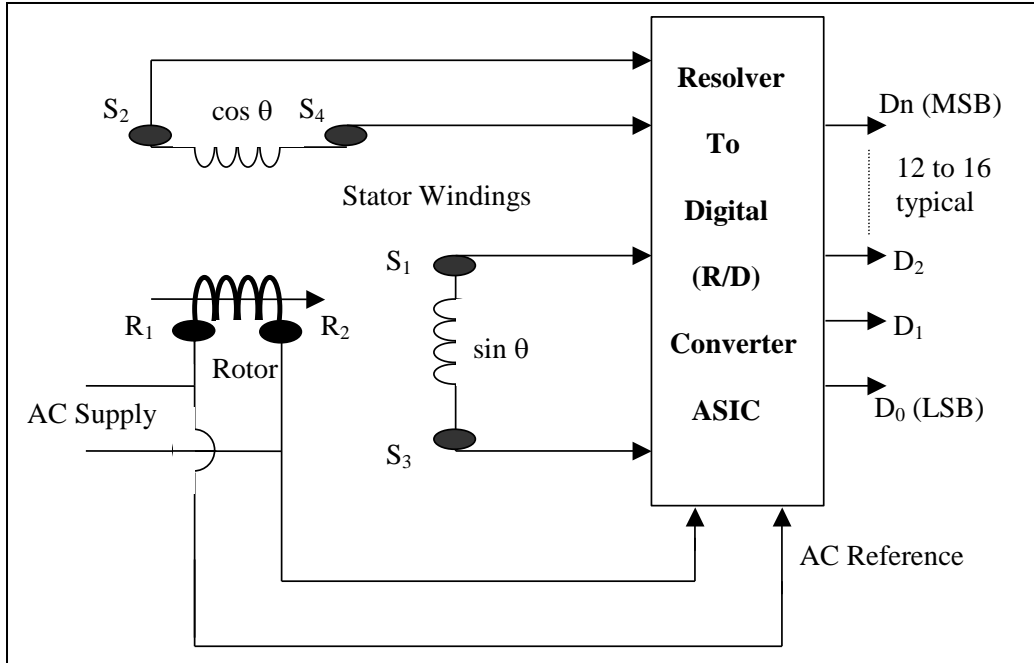 Resolver
To
Digital
(R/D)
Converter
ASIC
S₂
cos θ
S₄
Stator Windings
S₁
sin θ
S₃
R₁
R₂
Rotor
AC Supply
Dn (MSB)
12 to 16
typical
D₂
D₁
D₀ (LSB)
AC Reference